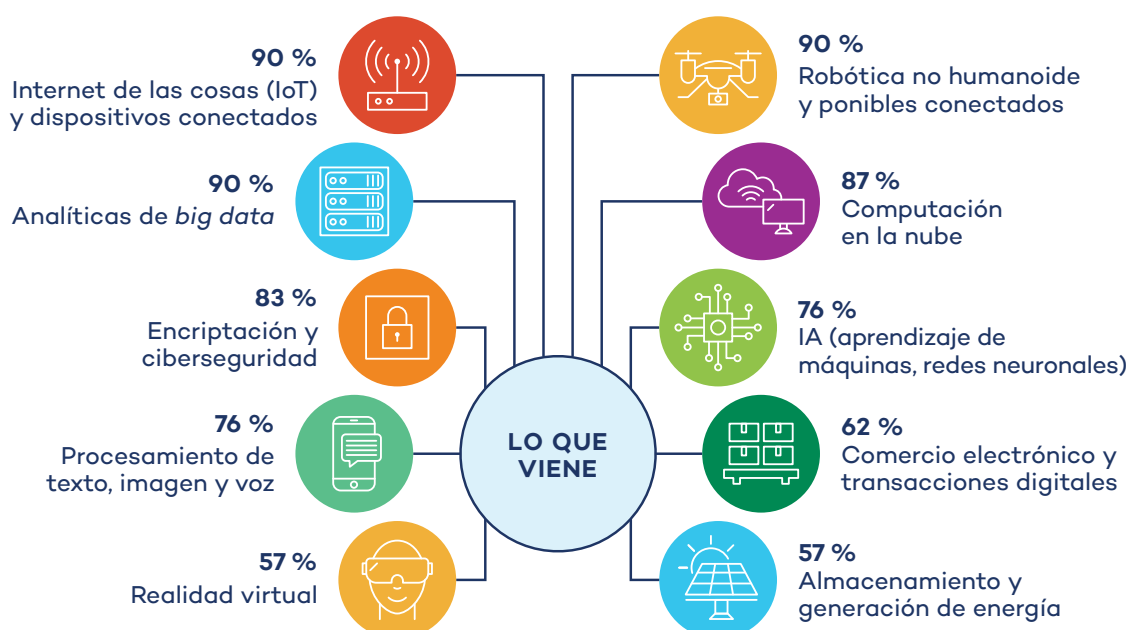 90 %
Internet de las cosas (IoT)
y dispositivos conectados
90 %
Analíticas de big data
83 %
Encriptación y
ciberseguridad
76 %
Procesamiento de
texto, imagen y voz
57 %
Realidad virtual
LO QUE
VIENE
90 %
Robótica no humanoide
y ponibles conectados
87 %
Computación
en la nube
76 %
IA (aprendizaje de
máquinas, redes neuronales)
62 %
Comercio electrónico y
transacciones digitales
57 %
Almacenamiento y
generación de energía